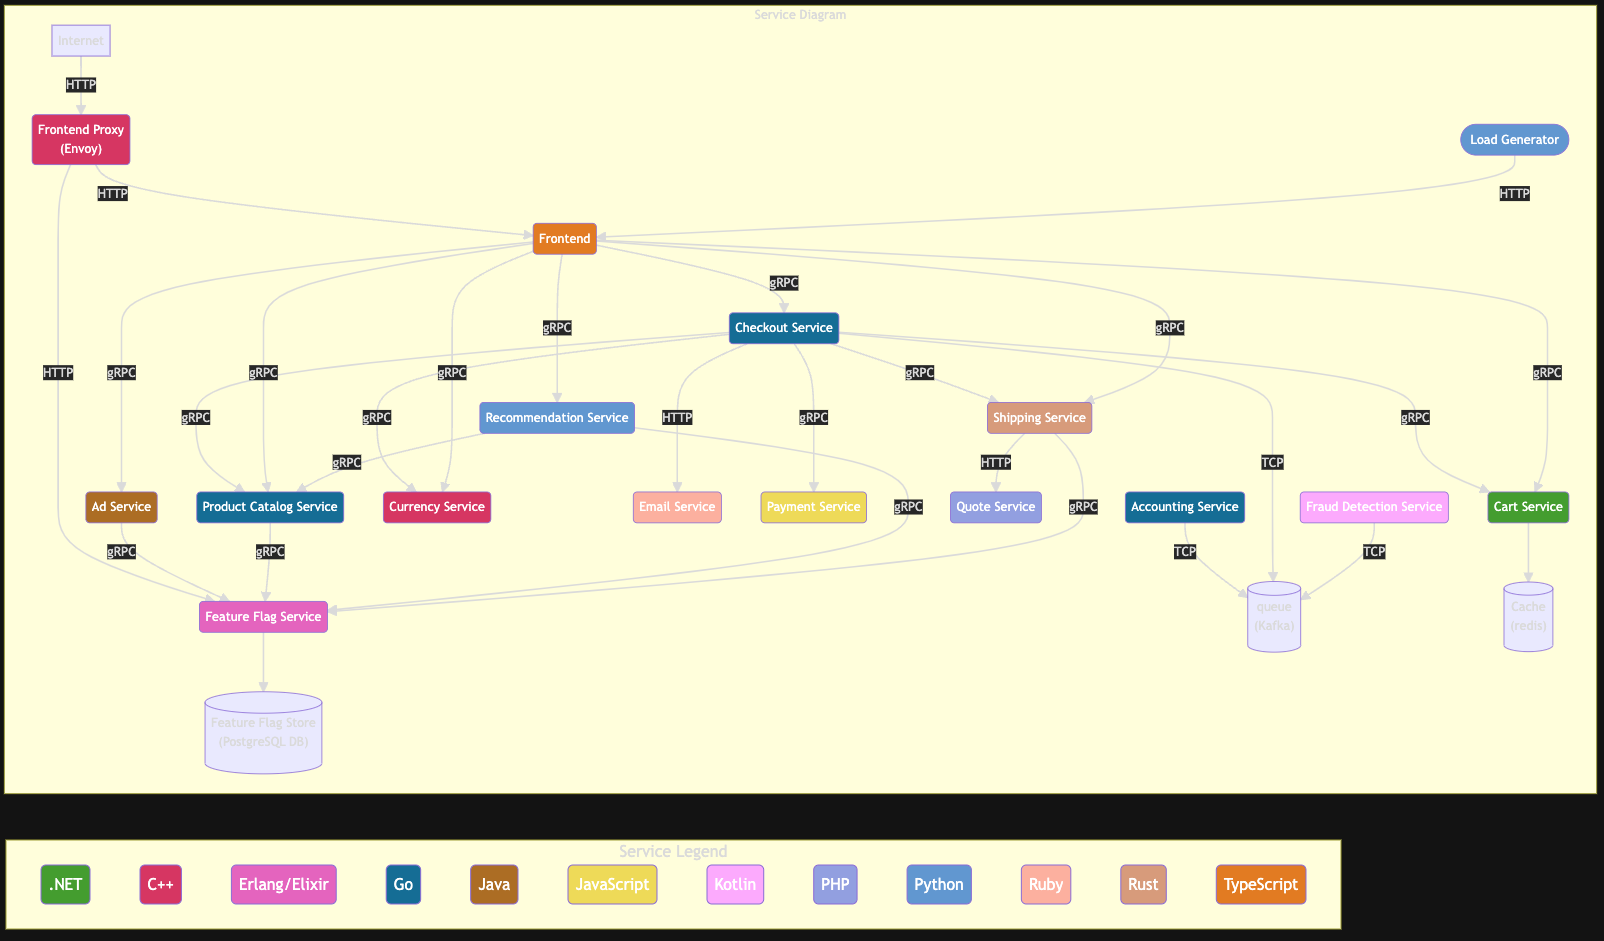 Service Diagram
Internet
HTTP
Frontend Proxy
(Envoy)
Load Generator
HTTP
HTTP
Frontend
gRPC
Checkout Service
gRPC
gRPC
HTTP
gRPC
gRPC
gRPC
gRPC
gRPC
gRPC
gRPC
Recommendation Service
HTTP
gRPC
Shipping Service
gRPC
gRPC
HTTP
TCP
Ad Service
Product Catalog Service
Currency Service
Email Service
Payment Service
Quote Service
gRPC
gRPC
Accounting Service
Fraud Detection Service
Cart Service
gRPC
gRPC
TCP
TCP
Feature Flag Service
queue
(Kafka)
Cache
(redis)
Feature Flag Store
(PostgreSQL DB)
Service Legend
.NET
C++
Erlang/Elixir
Go
Java
JavaScript
Kotlin
PHP
Python
Ruby
Rust
TypeScript